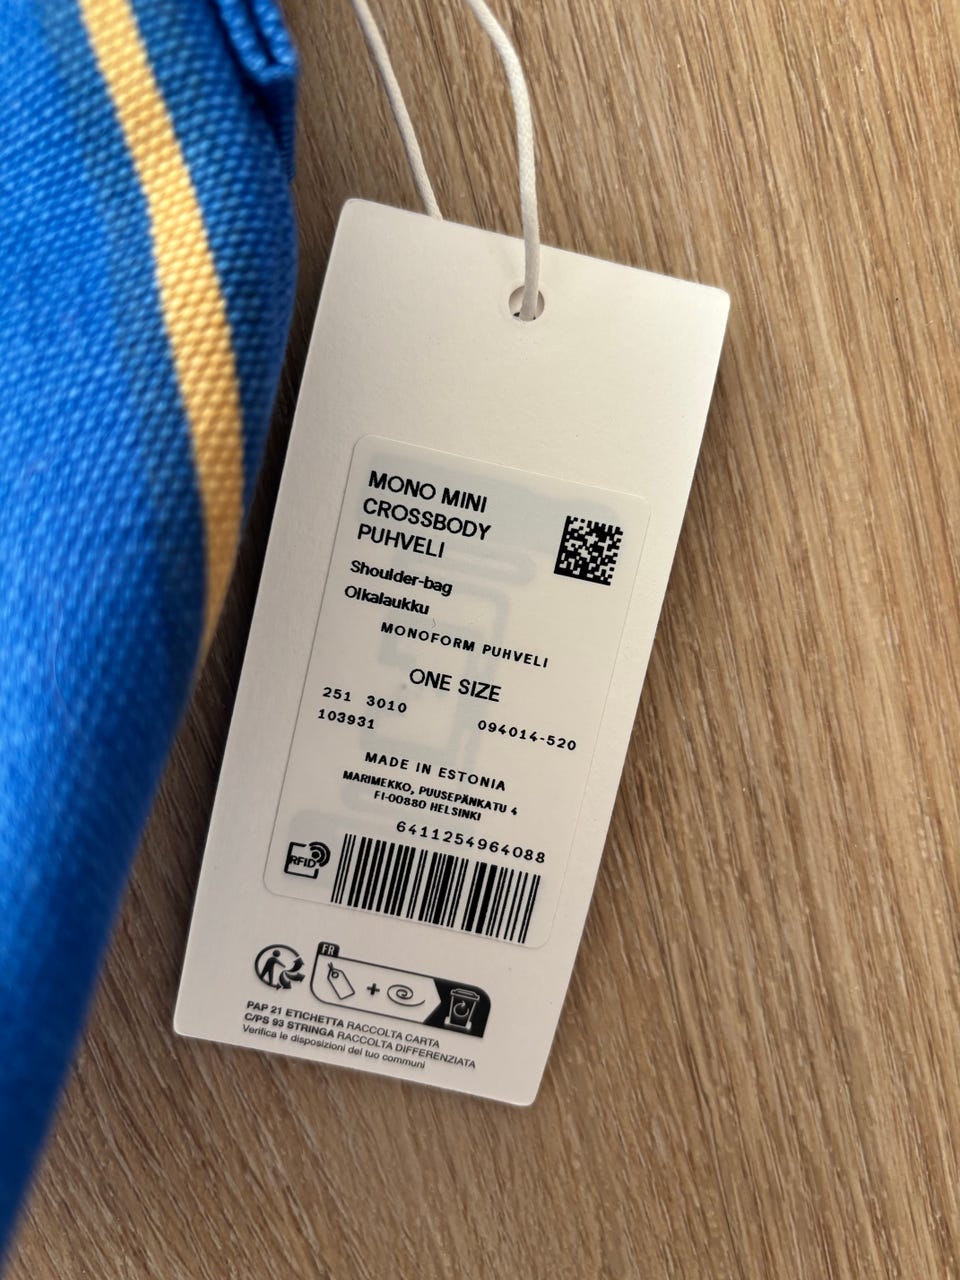 MONO MINI
CROSSBODY
PUHVELI
Shoulder-bag
Olkalaukku
MONOFORM PUHVELI
ONE SIZE
251 3010
103931 094014-520
MADE IN ESTONIA
MARIMEKKO, PUUSEPÄNKATU 4
FI-00880 HELSINKI
6411254964088
RFID
FR
PAP 21 ETICHETTA RACCOLTA CARTA
C/PS 93 STRINGA RACCOLTA DIFFERENZIATA
Verifica le disposizioni del tuo communi